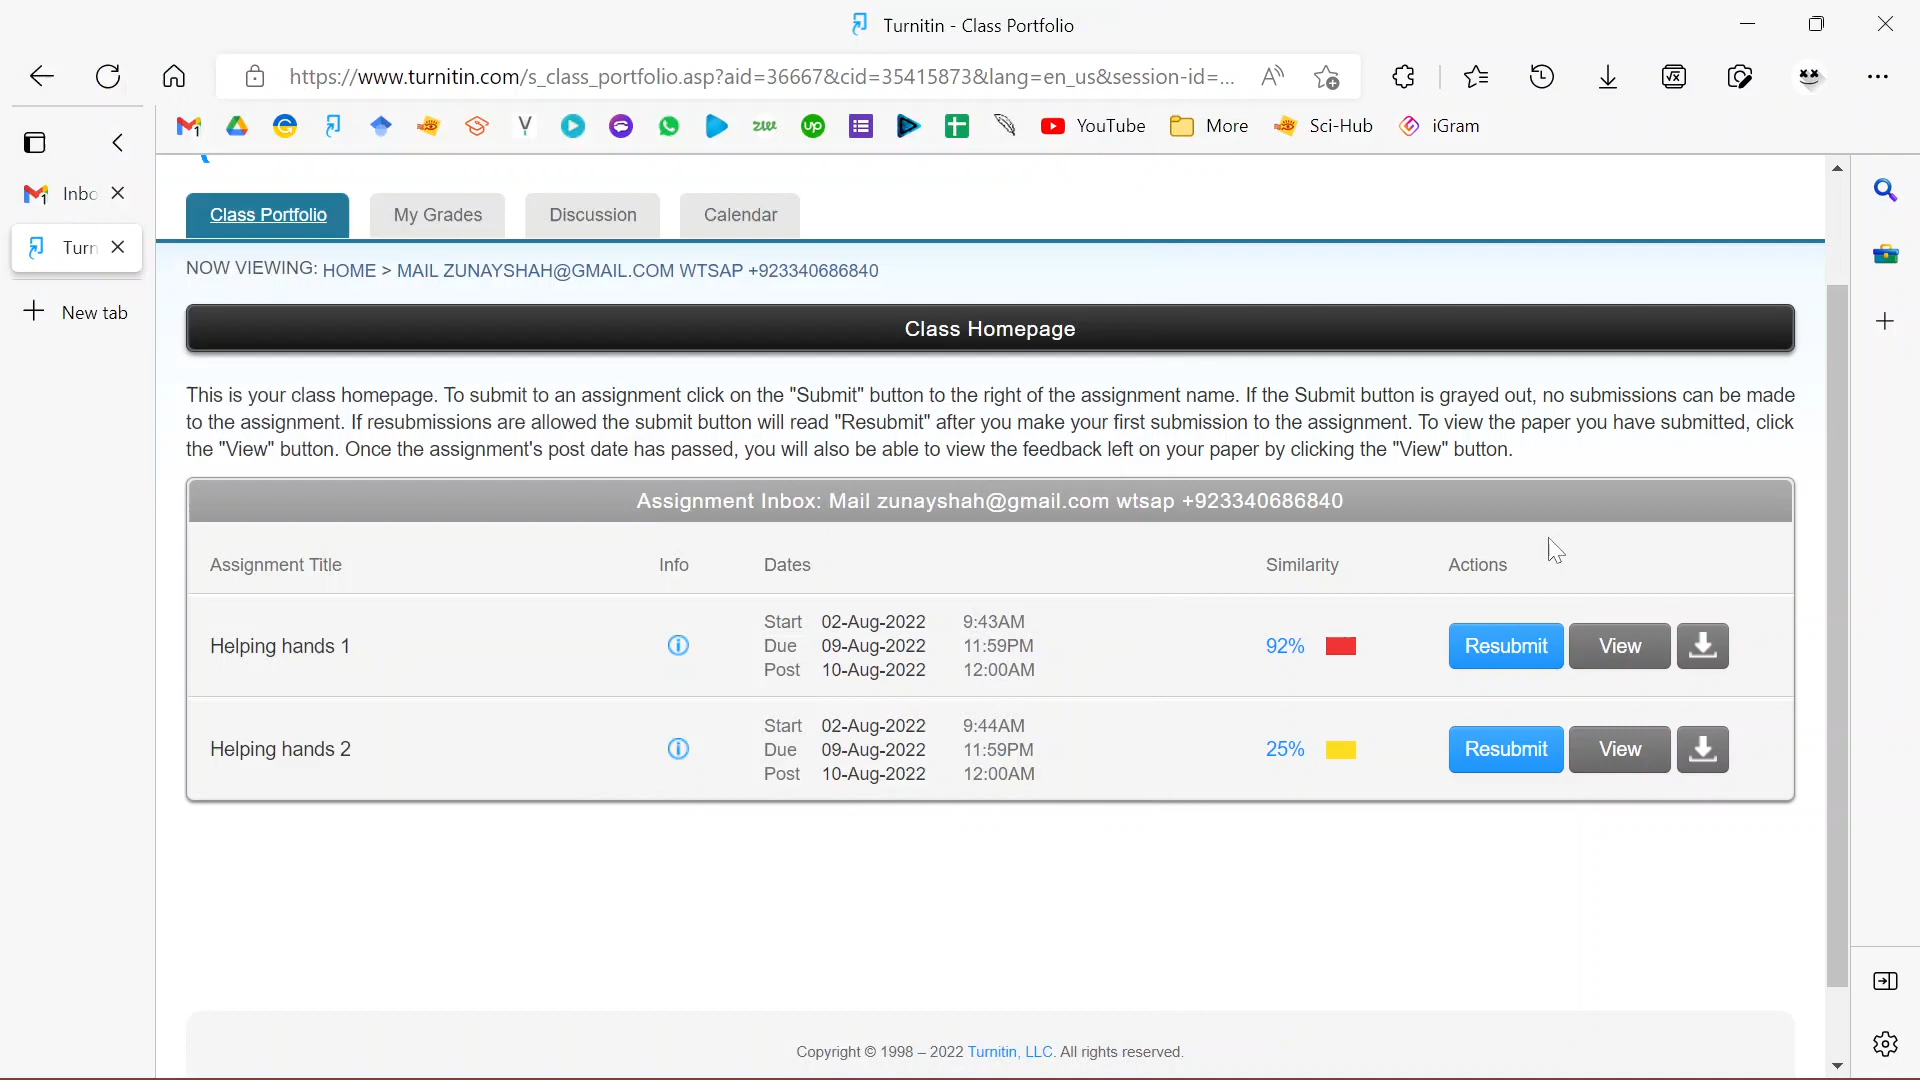 Turnitin - Class Portfolio
https://www.turnitin.com/s_class_portfolio.asp?aid=36667&cid=35415873&lang=en_us&session-id=...
YouTube
More
Sci-Hub
iGram
Inbo
Turn
New tab
Class Portfolio
My Grades
Discussion
Calendar
NOW VIEWING: HOME > MAIL ZUNAYSHAH@GMAIL.COM WTSAP +923340686840
Class Homepage
This is your class homepage. To submit to an assignment click on the "Submit" button to the right of the assignment name. If the Submit button is grayed out, no submissions can be made
to the assignment. If resubmissions are allowed the submit button will read "Resubmit" after you make your first submission to the assignment. To view the paper you have submitted, click
the "View" button. Once the assignment's post date has passed, you will also be able to view the feedback left on your paper by clicking the "View" button.
Assignment Inbox: Mail zunayshah@gmail.com wtsap +923340686840
Assignment Title Info Dates Similarity Actions
Start 02-Aug-2022 9:43AM
Helping hands 1 Due 09-Aug-2022 11:59PM 92% Resubmit View
Post 10-Aug-2022 12:00AM
Start 02-Aug-2022 9:44AM
Helping hands 2 Due 09-Aug-2022 11:59PM 25% Resubmit View
Post 10-Aug-2022 12:00AM
Copyright © 1998 – 2022 Turnitin, LLC. All rights reserved.